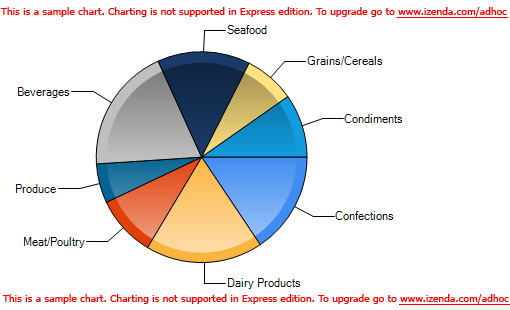 This is a sample chart. Charting is not supported in Express edition. To upgrade go to www.izenda.com/adhoc
Seafood
Grains/Cereals
Beverages
Condiments
Produce
Confections
Meat/Poultry
Dairy Products
This is a sample chart. Charting is not supported in Express edition. To upgrade go to www.izenda.com/adhoc